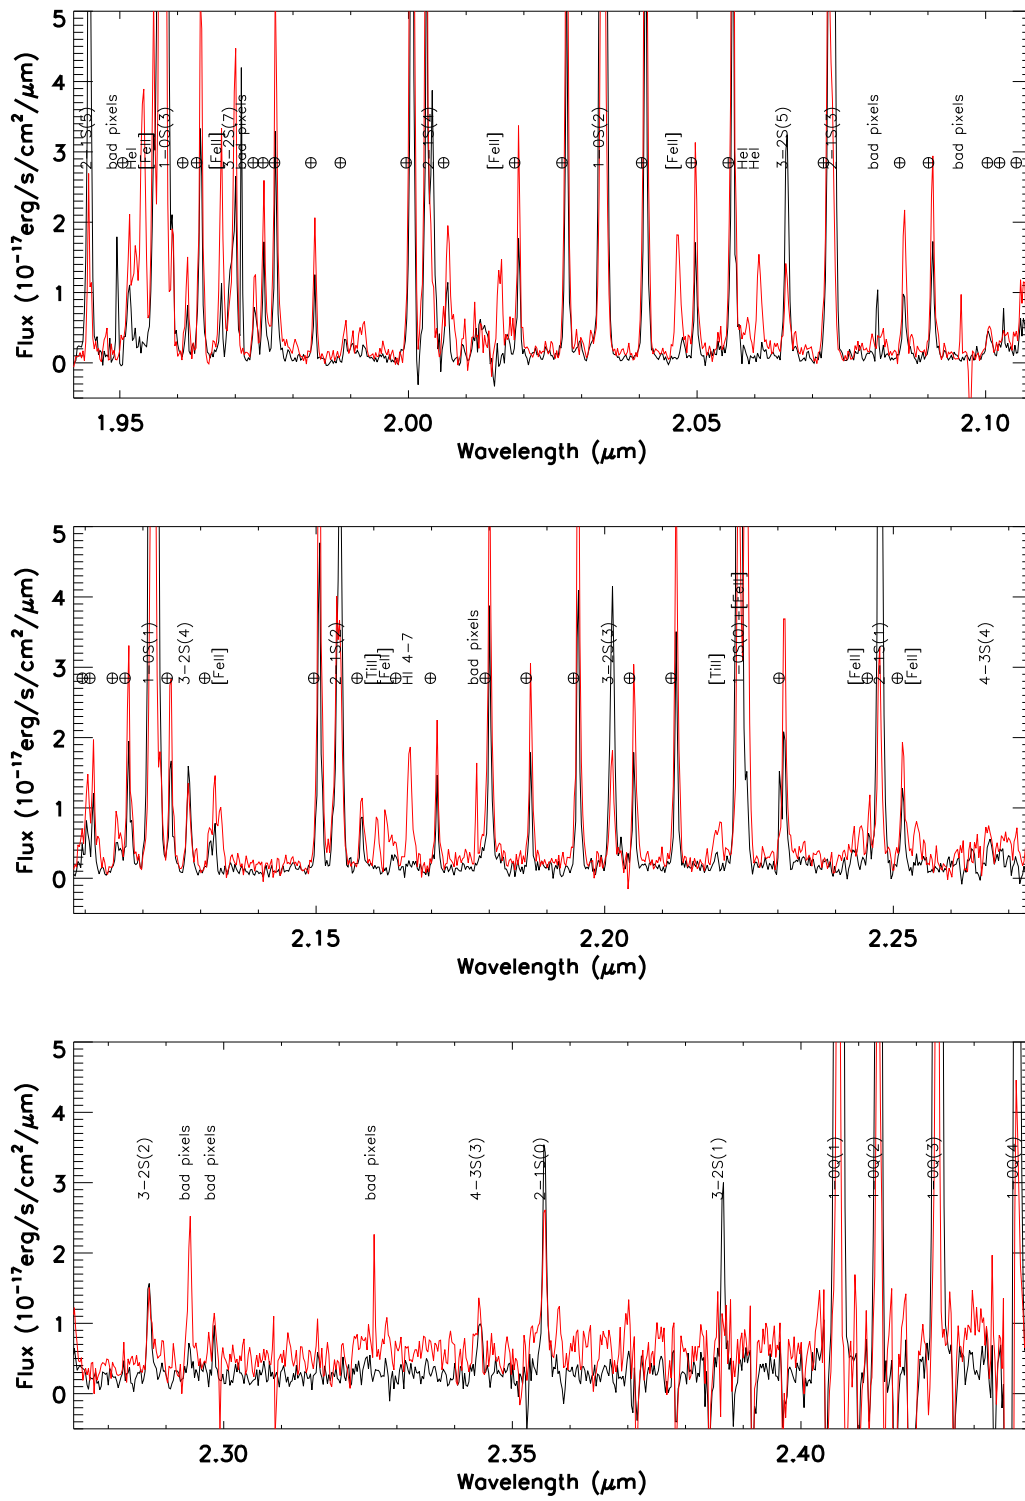 5
4
3
2
1
0
Flux (10⁻¹⁷erg/s/cm²/μm)
2-1S(5)
bad pixels
HeI
[FeII]
1-0S(3)
[FeII]
3-2S(7)
bad pixels
2-1S(4)
[FeII]
1-0S(2)
[FeII]
HeI
HeI
3-2S(5)
2-1S(3)
bad pixels
bad pixels
1.95
2.00
2.05
2.10
Wavelength (μm)
5
4
3
2
1
0
Flux (10⁻¹⁷erg/s/cm²/μm)
1-0S(1)
3-2S(4)
[FeII]
2-1S(2)
[TiII]
[FeII]
HI 4-7
bad pixels
3-2S(3)
[TiII]
1-0S(0)+[FeII]
[FeII]
2-1S(1)
[FeII]
4-3S(4)
2.15
2.20
2.25
Wavelength (μm)
5
4
3
2
1
0
Flux (10⁻¹⁷erg/s/cm²/μm)
3-2S(2)
bad pixels
bad pixels
bad pixels
4-3S(3)
2-1S(0)
3-2S(1)
1-0Q(1)
1-0Q(2)
1-0Q(3)
1-0Q(4)
2.30
2.35
2.40
Wavelength (μm)